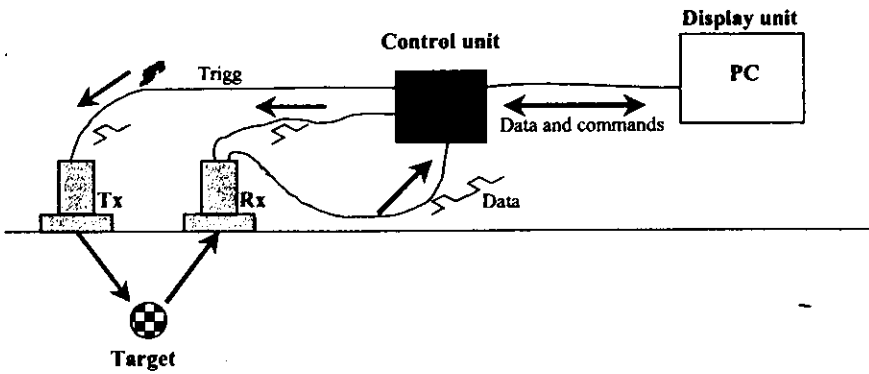 Display unit
Control unit
PC
Trigg
Data and commands
Tx
Rx
Data
Target